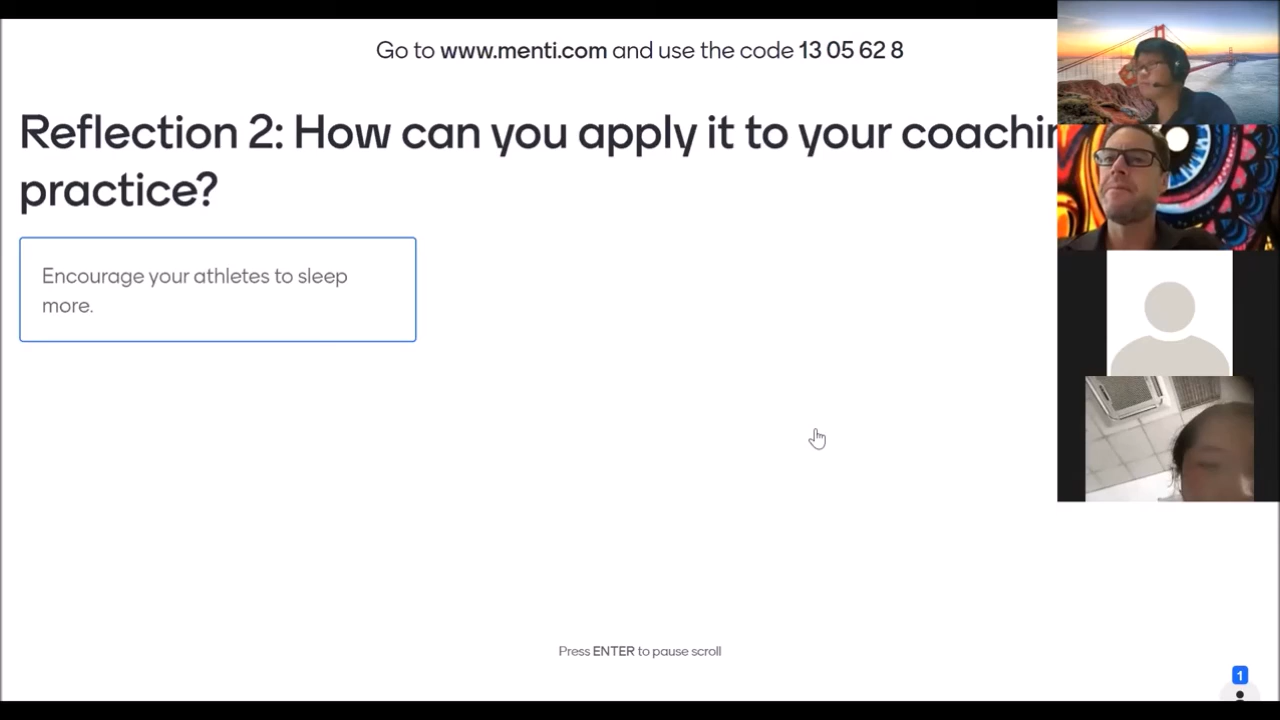 Go to www.menti.com and use the code 13 05 62 8
Reflection 2: How can you apply it to your coachin
practice?
Encourage your athletes to sleep
more.
Press ENTER to pause scroll
1